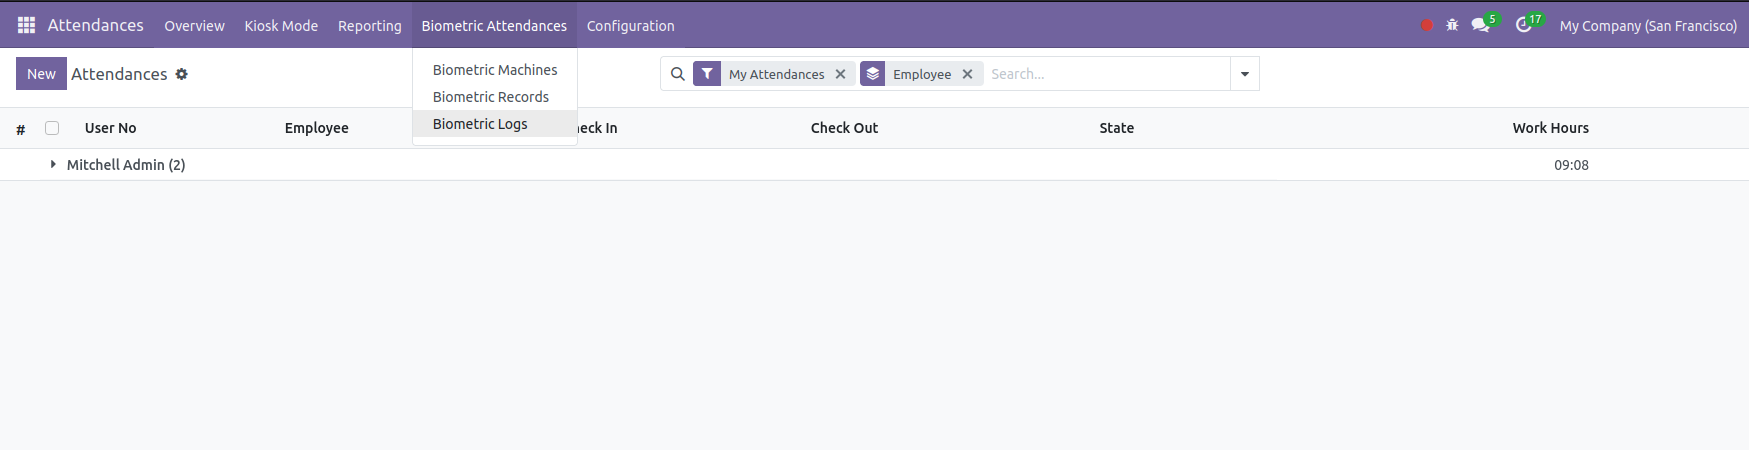 Attendances Overview Kiosk Mode Reporting Biometric Attendances Configuration 5 17 My Company (San Francisco)
New Attendances My Attendances Employee Search...
Biometric Machines
Biometric Records
Biometric Logs
# User No Employee eck In Check Out State Work Hours
Mitchell Admin (2) 09:08